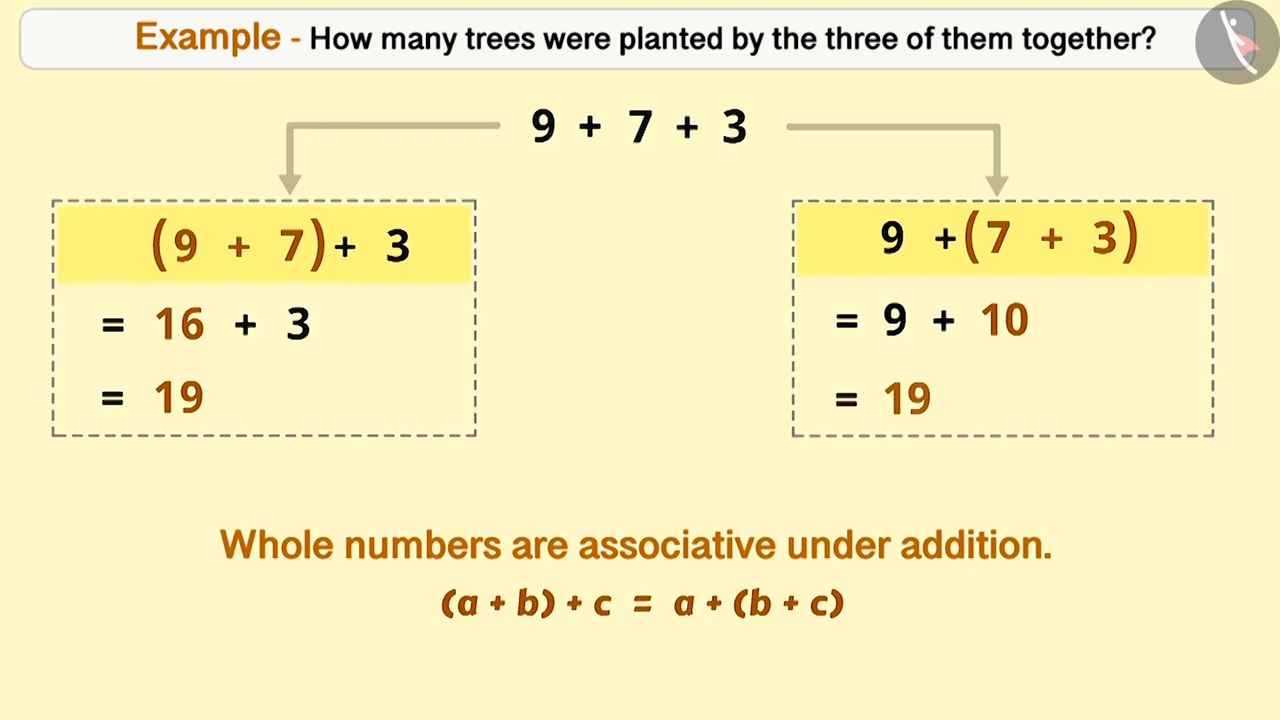 Example - How many trees were planted by the three of them together?
9 + 7 + 3
(9 + 7)+ 3
= 16 + 3
= 19
9 +(7 + 3)
= 9 + 10
= 19
Whole numbers are associative under addition.
(a + b) + c = a + (b + c)